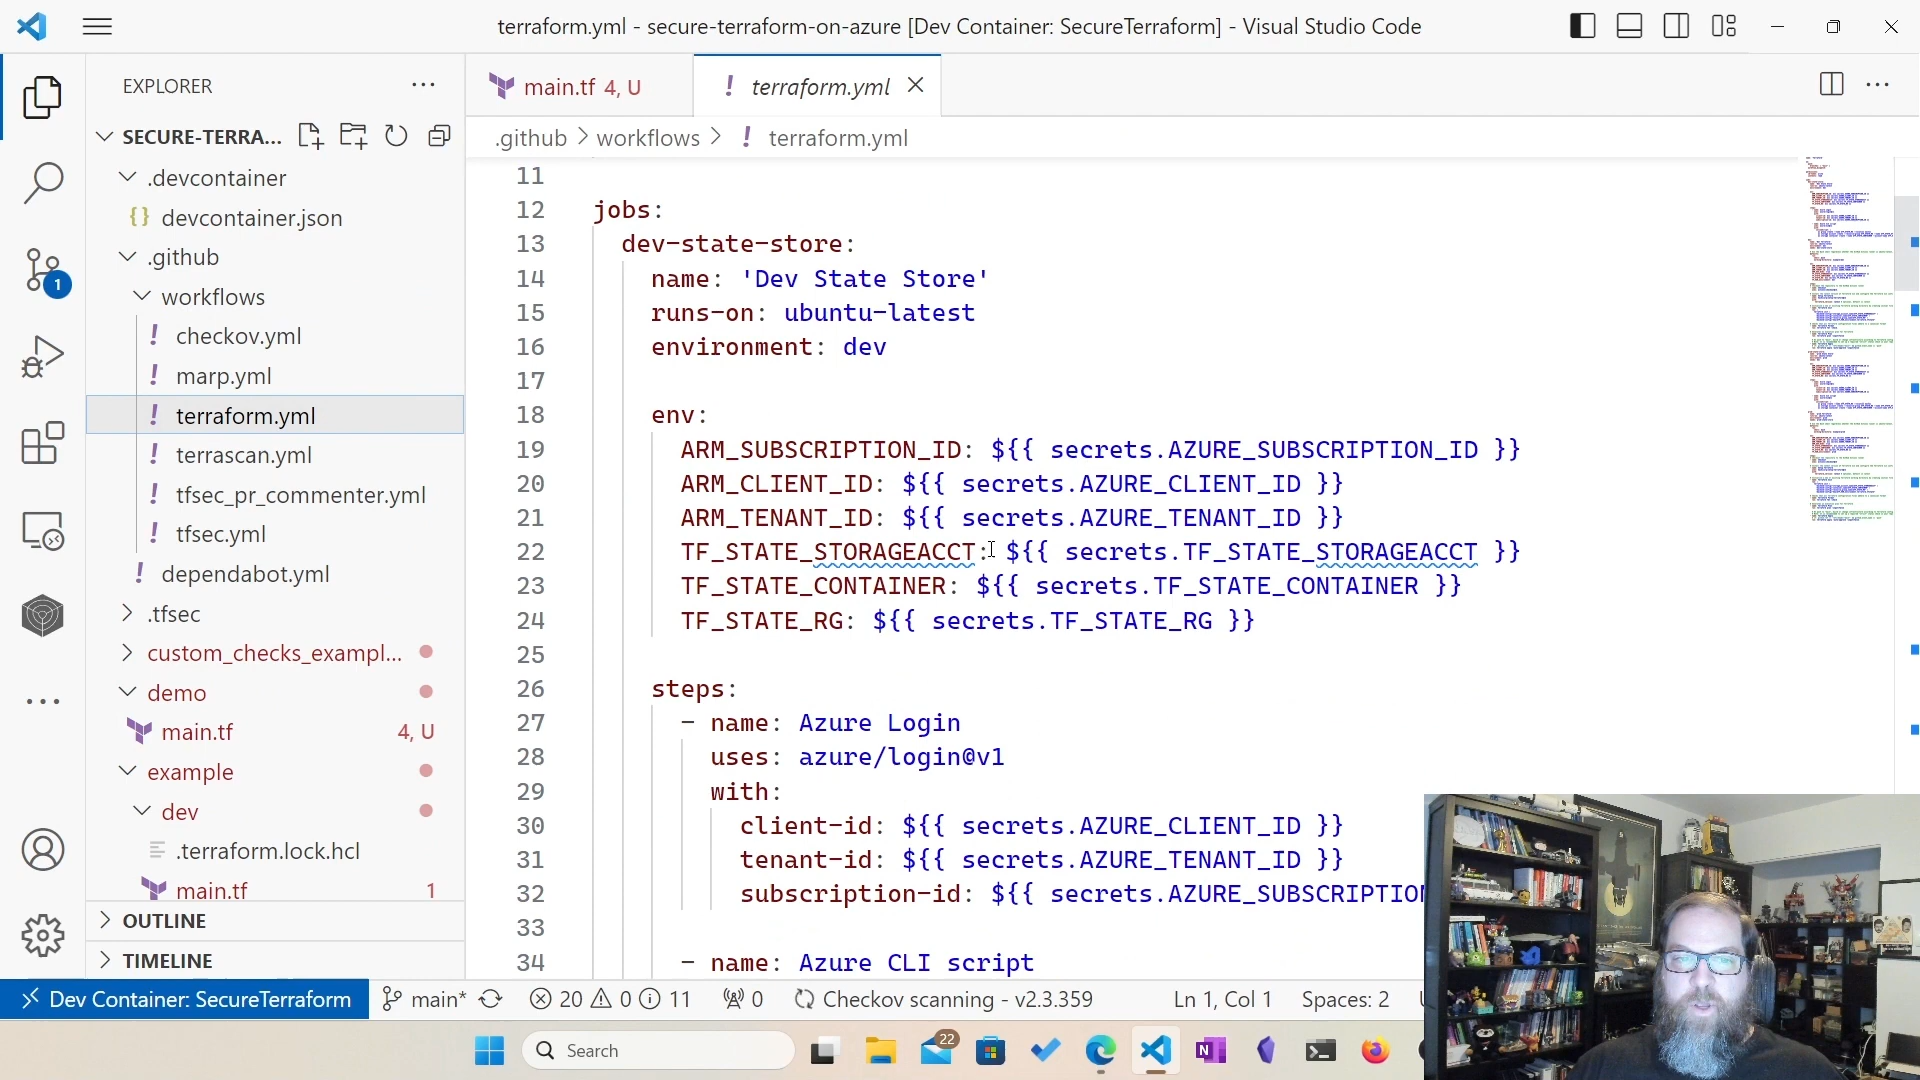 terraform.yml - secure-terraform-on-azure [Dev Container: SecureTerraform] - Visual Studio Code
EXPLORER
SECURE-TERRA...
.devcontainer
{} devcontainer.json
.github
workflows
! checkov.yml
! marp.yml
! terraform.yml
! terrascan.yml
! tfsec_pr_commenter.yml
! tfsec.yml
! dependabot.yml
.tfsec
custom_checks_exampl...
demo
main.tf 4, U
example
dev
.terraform.lock.hcl
main.tf 1
OUTLINE
TIMELINE
1
main.tf 4, U
! terraform.yml
.github > workflows > ! terraform.yml
11
12 jobs:
13 dev-state-store:
14 name: 'Dev State Store'
15 runs-on: ubuntu-latest
16 environment: dev
17
18 env:
19 ARM_SUBSCRIPTION_ID: ${{ secrets.AZURE_SUBSCRIPTION_ID }}
20 ARM_CLIENT_ID: ${{ secrets.AZURE_CLIENT_ID }}
21 ARM_TENANT_ID: ${{ secrets.AZURE_TENANT_ID }}
22 TF_STATE_STORAGEACCT: ${{ secrets.TF_STATE_STORAGEACCT }}
23 TF_STATE_CONTAINER: ${{ secrets.TF_STATE_CONTAINER }}
24 TF_STATE_RG: ${{ secrets.TF_STATE_RG }}
25
26 steps:
27 - name: Azure Login
28 uses: azure/login@v1
29 with:
30 client-id: ${{ secrets.AZURE_CLIENT_ID }}
31 tenant-id: ${{ secrets.AZURE_TENANT_ID }}
32 subscription-id: ${{ secrets.AZURE_SUBSCRIPTION
33
34 - name: Azure CLI script
Dev Container: SecureTerraform main* 20 0 11 0 Checkov scanning - v2.3.359 Ln 1, Col 1 Spaces: 2
Search
22